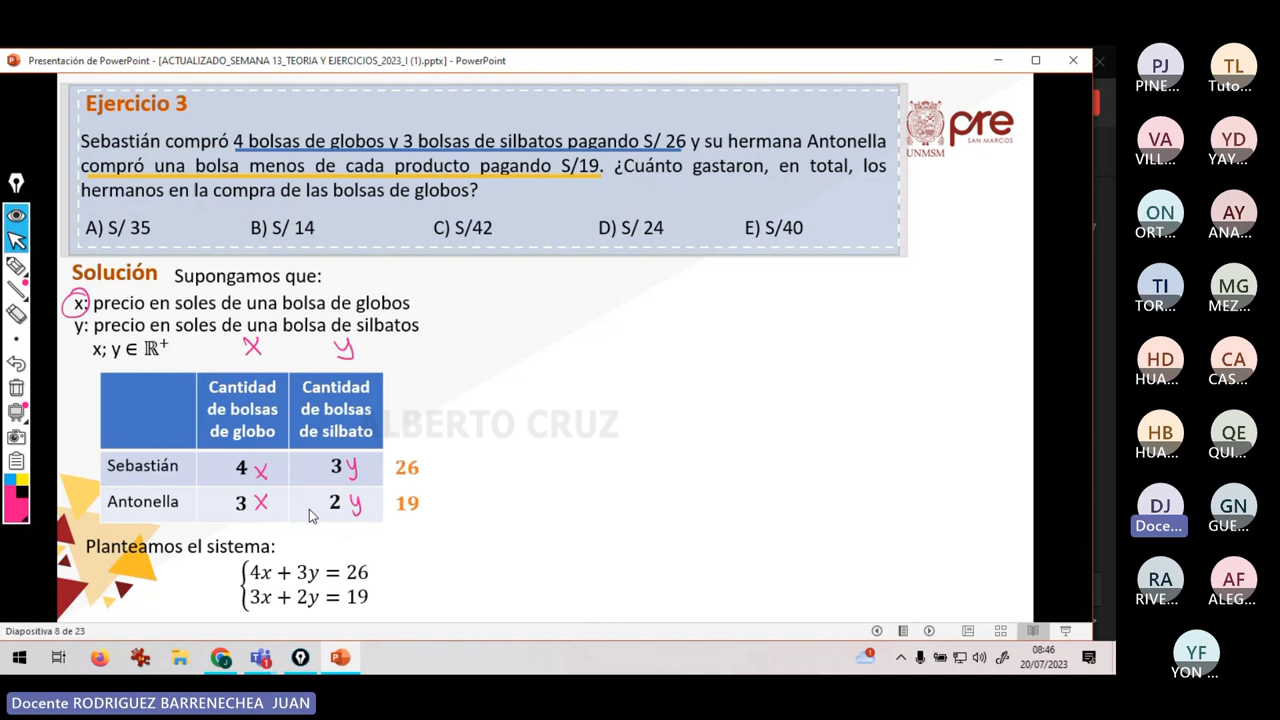 Presentación de PowerPoint - [ACTUALIZADO_SEMANA 13_TEORIA Y EJERCICIOS_2023_I (1).pptx] - PowerPoint
Ejercicio 3
Sebastián compró 4 bolsas de globos y 3 bolsas de silbatos pagando S/ 26 y su hermana Antonella
compró una bolsa menos de cada producto pagando S/19. ¿Cuánto gastaron, en total, los
hermanos en la compra de las bolsas de globos?
A) S/ 35 B) S/ 14 C) S/42 D) S/ 24 E) S/40
UNMSM
pre
SAN MARCOS
Solución Supongamos que:
x: precio en soles de una bolsa de globos
y: precio en soles de una bolsa de silbatos
x; y ∈ ℝ⁺ x y
Cantidad de bolsas de globo
Cantidad de bolsas de silbato
Sebastián 4 x 3 y 26
Antonella 3 x 2 y 19
LBERTO CRUZ
Planteamos el sistema:
{4x + 3y = 26
{3x + 2y = 19
Diapositiva 8 de 23
08:46
20/07/2023
Docente RODRIGUEZ BARRENECHEA JUAN
PJ
PINE...
TL
Tuto...
VA
VILL...
YD
YAY...
ON
ORT...
AY
ANA...
TI
TOR...
MG
MEZ...
HD
HUA...
CA
CAS...
HB
HUA...
QE
QUI...
DJ
Doce...
GN
GUE...
RA
RIVE...
AF
ALEG...
YF
YON ...